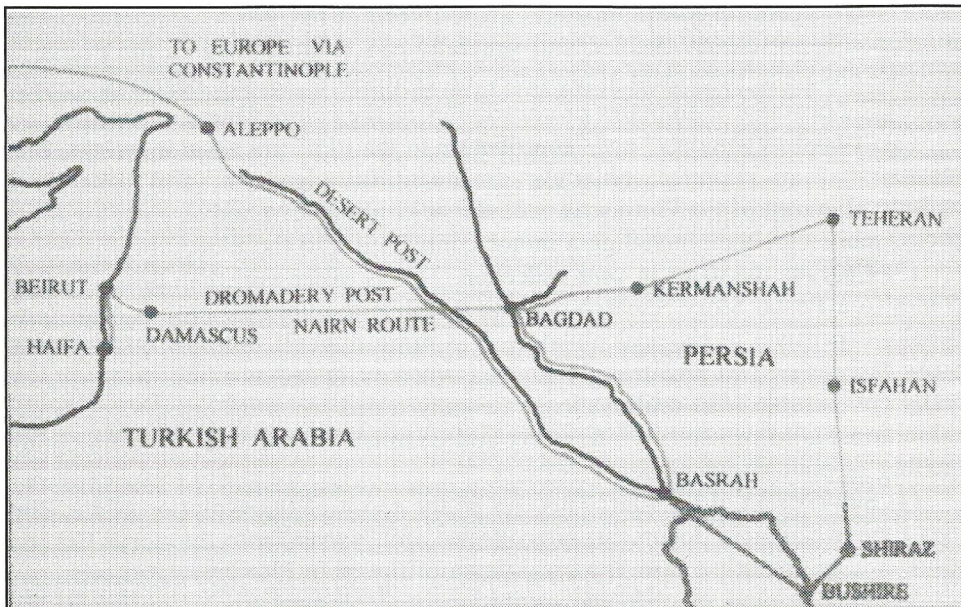 TO EUROPE VIA
CONSTANTINOPLE
ALEPPO
DESERT POST
TEHERAN
BEIRUT
DROMADERY POST
KERMANSHAH
DAMASCUS
NAIRN ROUTE
BAGDAD
HAIFA
PERSIA
ISFAHAN
TURKISH ARABIA
BASRAH
SHIRAZ
BUSHIRE